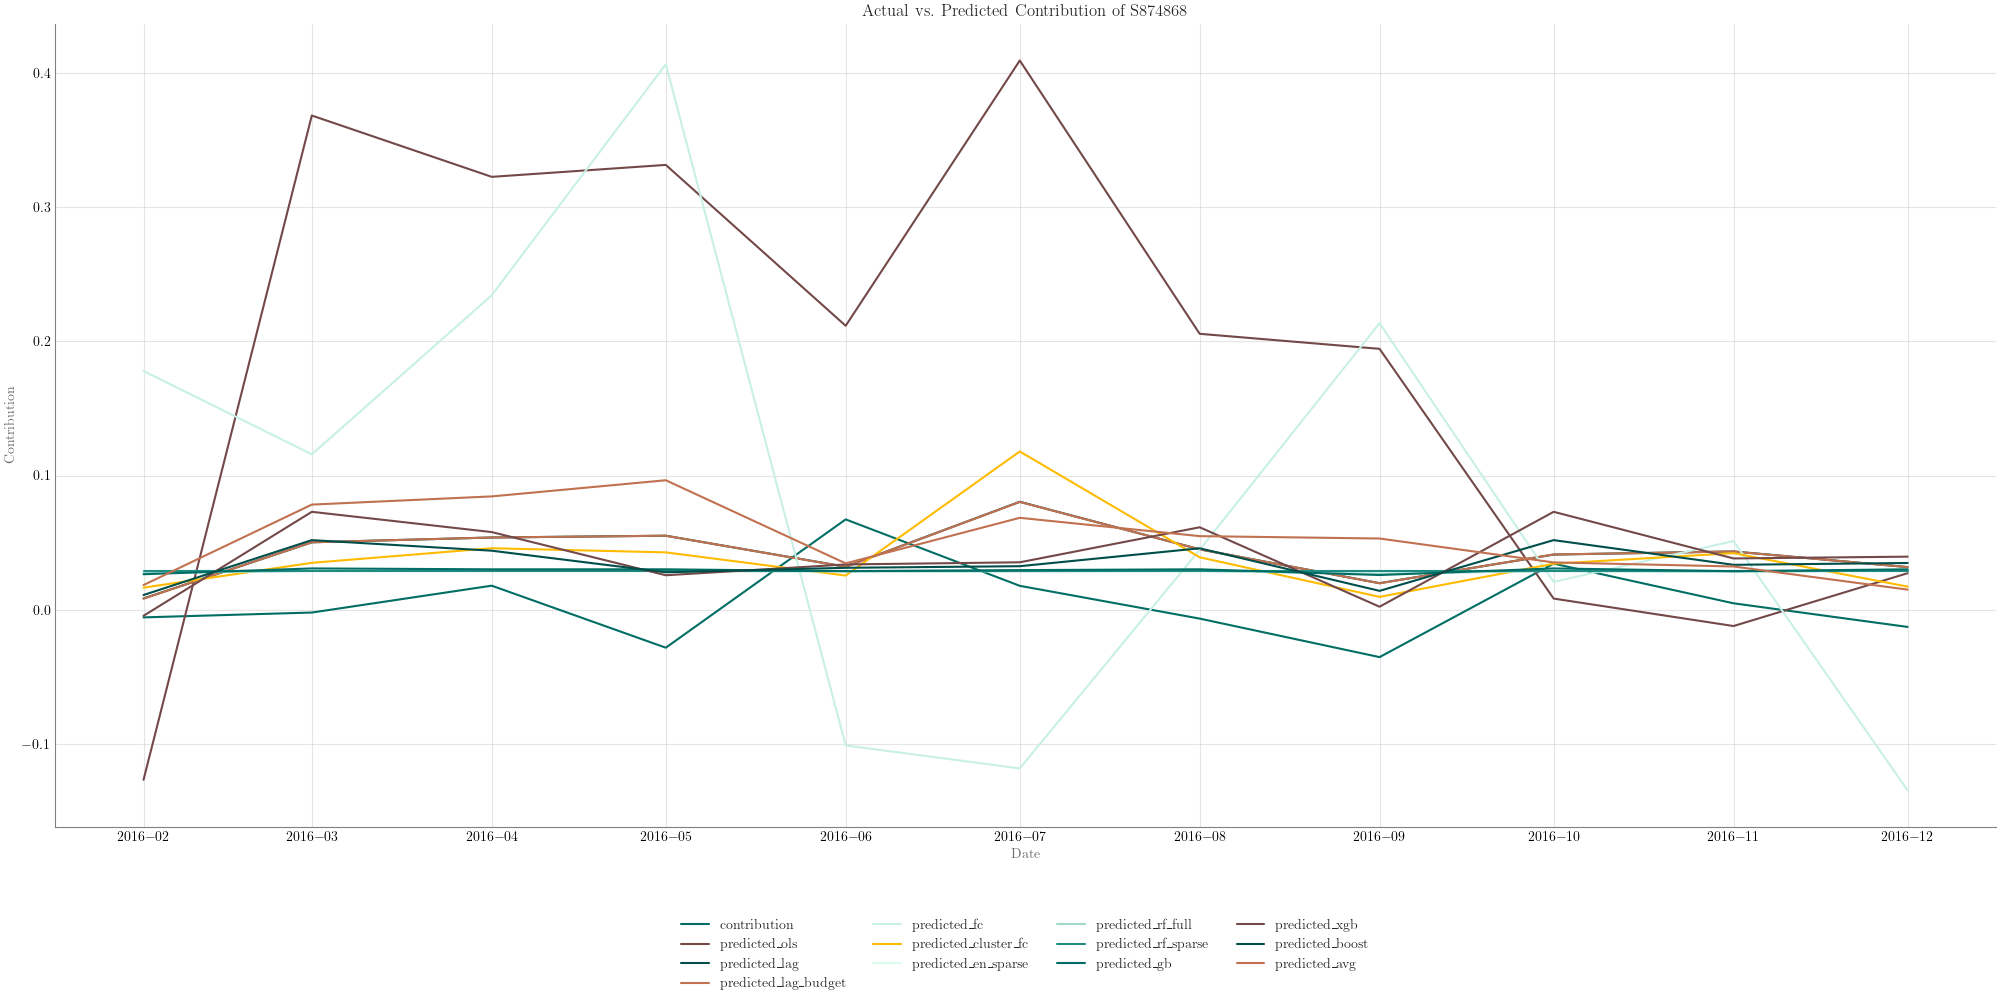 Actual vs. Predicted Contribution of S874868
0.4
0.3
0.2
0.1
0.0
−0.1
Contribution
2016−02 2016−03 2016−04 2016−05 2016−06 2016−07 2016−08 2016−09 2016−10 2016−11 2016−12
Date
contribution predicted_fc predicted_rf_full predicted_xgb
predicted_ols predicted_cluster_fc predicted_rf_sparse predicted_boost
predicted_lag predicted_en_sparse predicted_gb predicted_avg
predicted_lag_budget